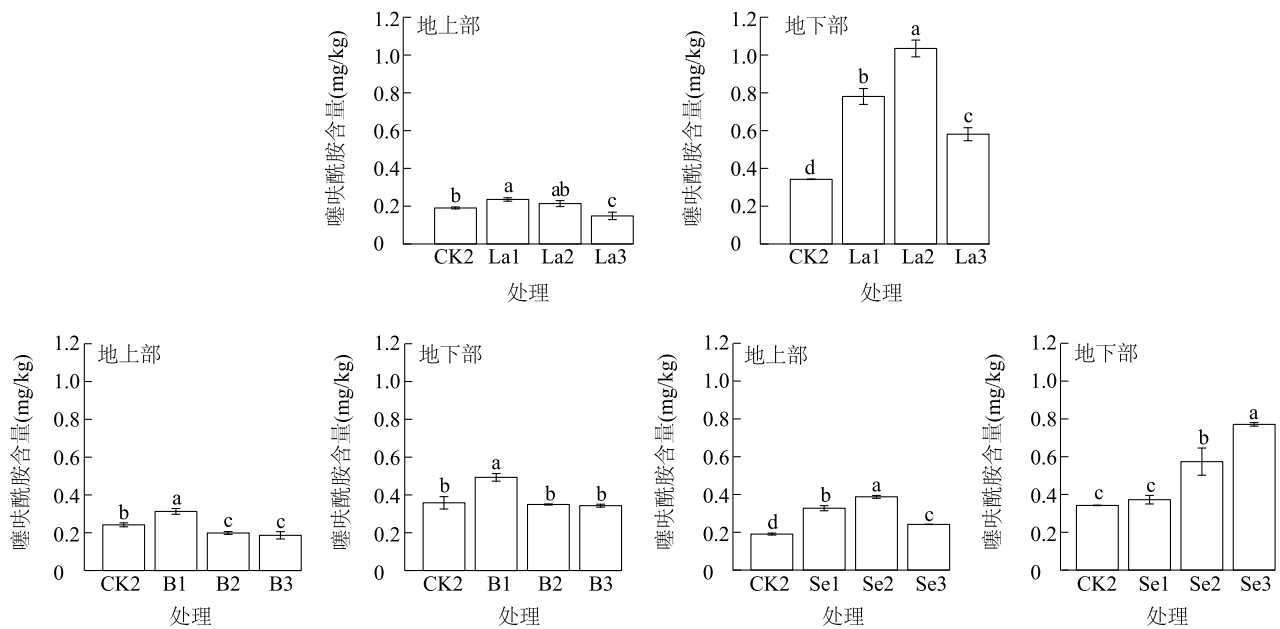 地上部
噻呋酰胺含量(mg/kg)
1.2
1.0
0.8
0.6
0.4
0.2
0
b
a
ab
c
CK2 La1 La2 La3
处理
地下部
噻呋酰胺含量(mg/kg)
1.2
1.0
0.8
0.6
0.4
0.2
0
d
b
a
c
CK2 La1 La2 La3
处理
地上部
噻呋酰胺含量(mg/kg)
1.2
1.0
0.8
0.6
0.4
0.2
0
b
a
c
c
CK2 B1 B2 B3
处理
地下部
噻呋酰胺含量(mg/kg)
1.2
1.0
0.8
0.6
0.4
0.2
0
b
a
b
b
CK2 B1 B2 B3
处理
地上部
噻呋酰胺含量(mg/kg)
1.2
1.0
0.8
0.6
0.4
0.2
0
d
b
a
c
CK2 Se1 Se2 Se3
处理
地下部
噻呋酰胺含量(mg/kg)
1.2
1.0
0.8
0.6
0.4
0.2
0
c
c
b
a
CK2 Se1 Se2 Se3
处理